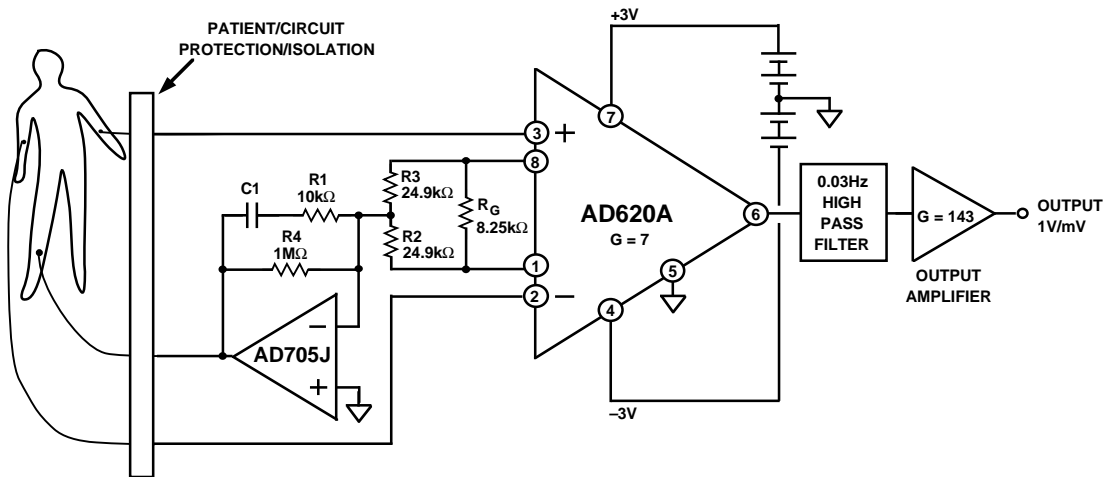 PATIENT/CIRCUIT
PROTECTION/ISOLATION
+3V
3
+
8
7
C1
R1
10kΩ
R3
24.9kΩ
RG
8.25kΩ
R4
1MΩ
R2
24.9kΩ
AD620A
G = 7
6
0.03Hz
HIGH
PASS
FILTER
G = 143
OUTPUT
1V/mV
OUTPUT
AMPLIFIER
1
2
–
5
4
–
AD705J
+
–3V